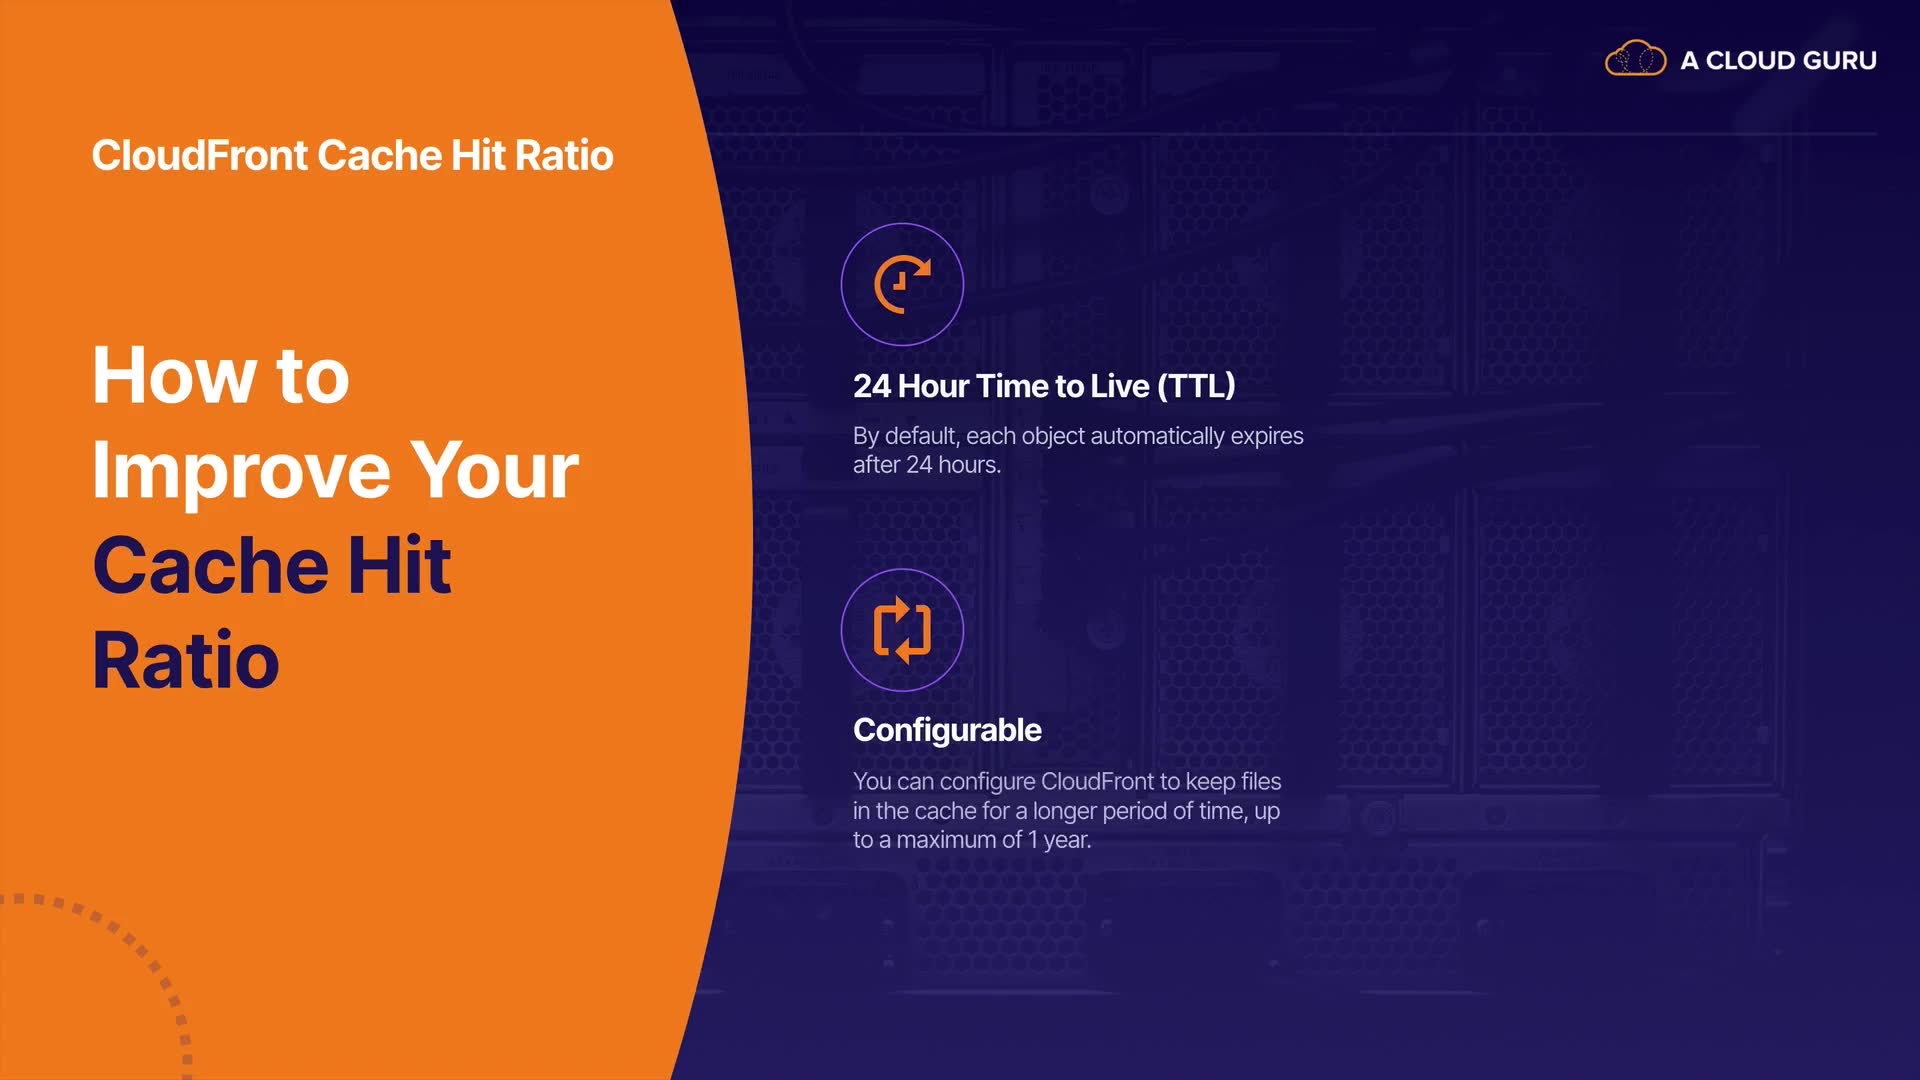 A CLOUD GURU
CloudFront Cache Hit Ratio
How to
Improve Your
Cache Hit
Ratio
24 Hour Time to Live (TTL)
By default, each object automatically expires
after 24 hours.
Configurable
You can configure CloudFront to keep files
in the cache for a longer period of time, up
to a maximum of 1 year.